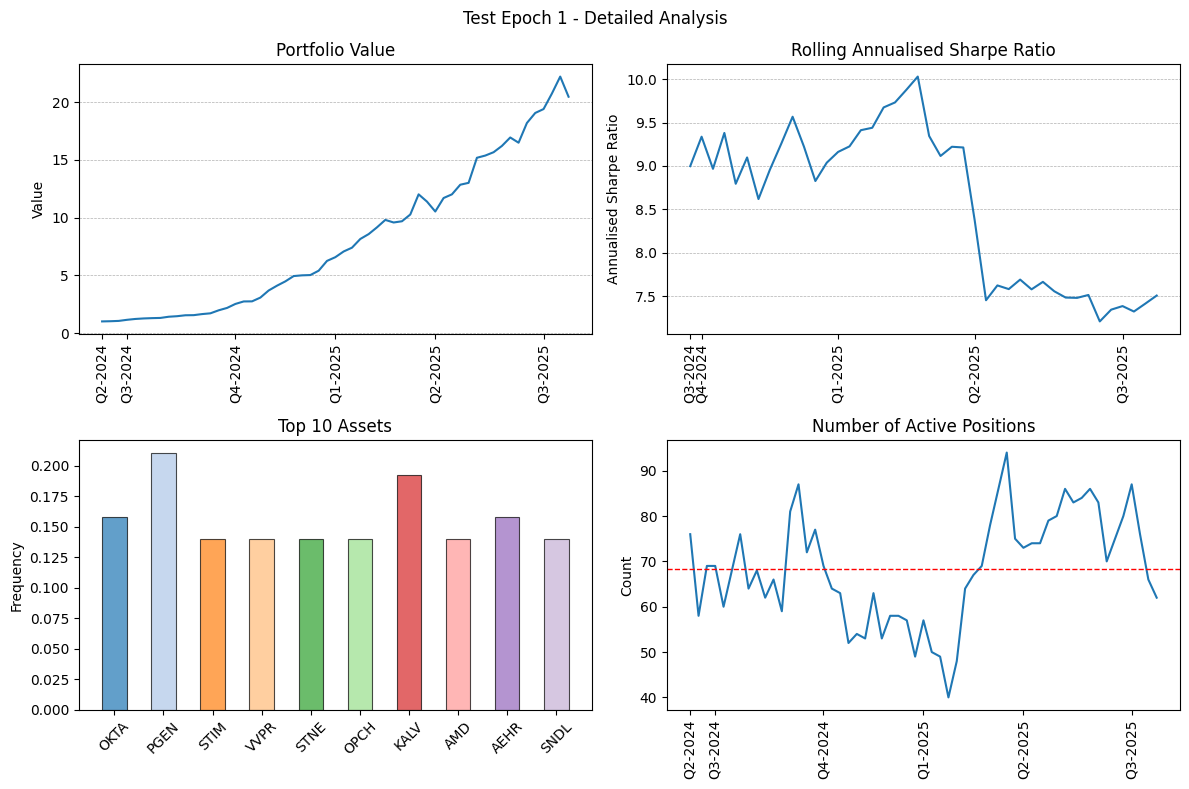 Test Epoch 1 - Detailed Analysis
Portfolio Value
Value
20
15
10
5
0
Q2-2024
Q3-2024
Q4-2024
Q1-2025
Q2-2025
Q3-2025
Rolling Annualised Sharpe Ratio
Annualised Sharpe Ratio
10.0
9.5
9.0
8.5
8.0
7.5
Q3-2024
Q4-2024
Q1-2025
Q2-2025
Q3-2025
Top 10 Assets
Frequency
0.200
0.175
0.150
0.125
0.100
0.075
0.050
0.025
0.000
OKTA
PGEN
STIM
VVPR
STNE
OPCH
KALV
AMD
AEHR
SNDL
Number of Active Positions
Count
90
80
70
60
50
40
Q2-2024
Q3-2024
Q4-2024
Q1-2025
Q2-2025
Q3-2025